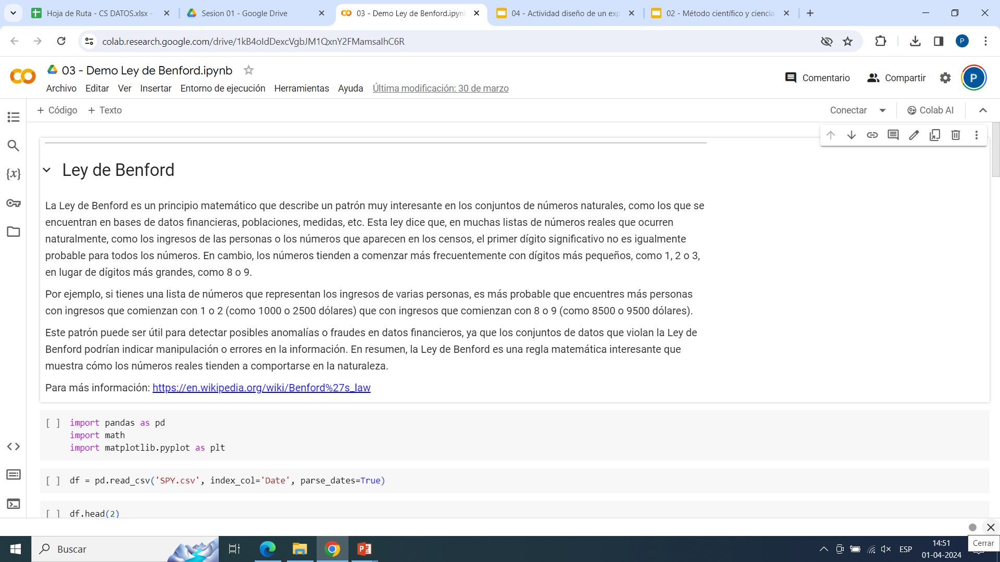 Hoja de Ruta - CS DATOS.xlsx -
Sesion 01 - Google Drive
03 - Demo Ley de Benford.ipynb
04 - Actividad diseño de un exp
02 - Método científico y ciencia
colab.research.google.com/drive/1kB4oIdDexcVgbJM1QxnY2FMamsalhC6R
P
03 - Demo Ley de Benford.ipynb
Comentario
Compartir
P
Archivo Editar Ver Insertar Entorno de ejecución Herramientas Ayuda Última modificación: 30 de marzo
+ Código + Texto
Conectar
Colab AI
{x}
Ley de Benford
La Ley de Benford es un principio matemático que describe un patrón muy interesante en los conjuntos de números naturales, como los que se
encuentran en bases de datos financieras, poblaciones, medidas, etc. Esta ley dice que, en muchas listas de números reales que ocurren
naturalmente, como los ingresos de las personas o los números que aparecen en los censos, el primer dígito significativo no es igualmente
probable para todos los números. En cambio, los números tienden a comenzar más frecuentemente con dígitos más pequeños, como 1, 2 o 3,
en lugar de dígitos más grandes, como 8 o 9.
Por ejemplo, si tienes una lista de números que representan los ingresos de varias personas, es más probable que encuentres más personas
con ingresos que comienzan con 1 o 2 (como 1000 o 2500 dólares) que con ingresos que comienzan con 8 o 9 (como 8500 o 9500 dólares).
Este patrón puede ser útil para detectar posibles anomalías o fraudes en datos financieros, ya que los conjuntos de datos que violan la Ley de
Benford podrían indicar manipulación o errores en la información. En resumen, la Ley de Benford es una regla matemática interesante que
muestra cómo los números reales tienden a comportarse en la naturaleza.
Para más información: https://en.wikipedia.org/wiki/Benford%27s_law
[ ] import pandas as pd
import math
import matplotlib.pyplot as plt
[ ] df = pd.read_csv('SPY.csv', index_col='Date', parse_dates=True)
[ ] df.head(2)
Buscar
ESP
14:51
01-04-2024
Cerrar